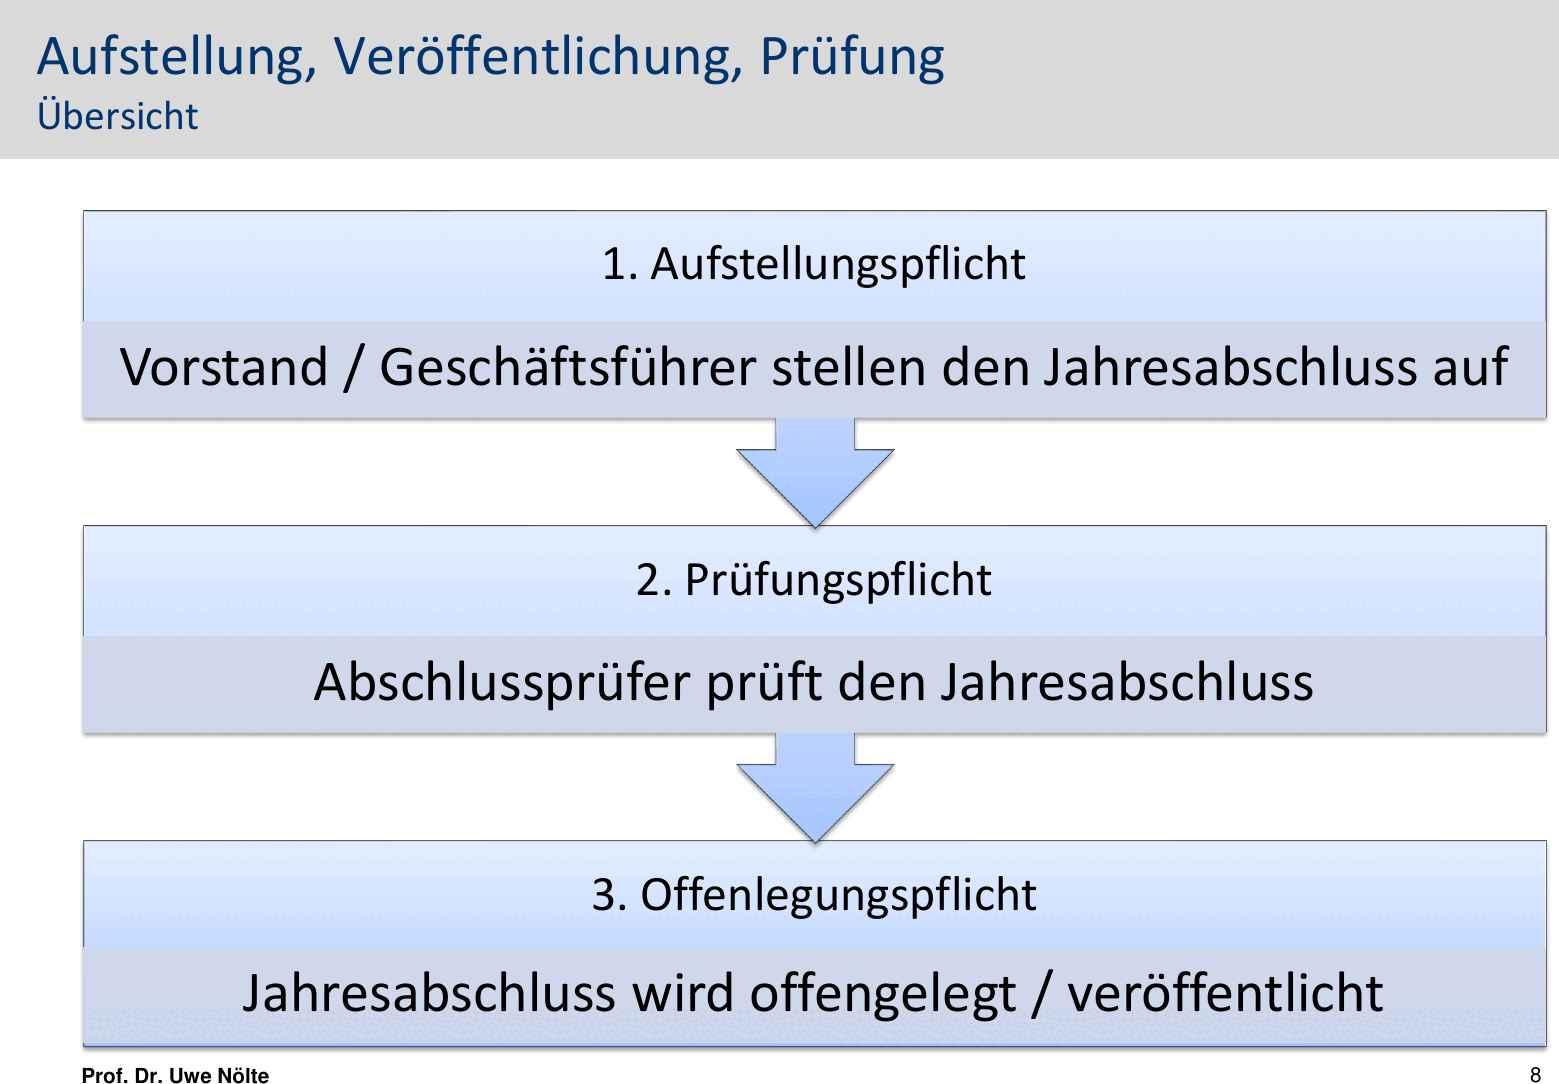 Aufstellung, Veröffentlichung, Prüfung
Übersicht
1. Aufstellungspflicht
Vorstand / Geschäftsführer stellen den Jahresabschluss auf
2. Prüfungspflicht
Abschlussprüfer prüft den Jahresabschluss
3. Offenlegungspflicht
Jahresabschluss wird offengelegt / veröffentlicht
Prof. Dr. Uwe Nölte
8